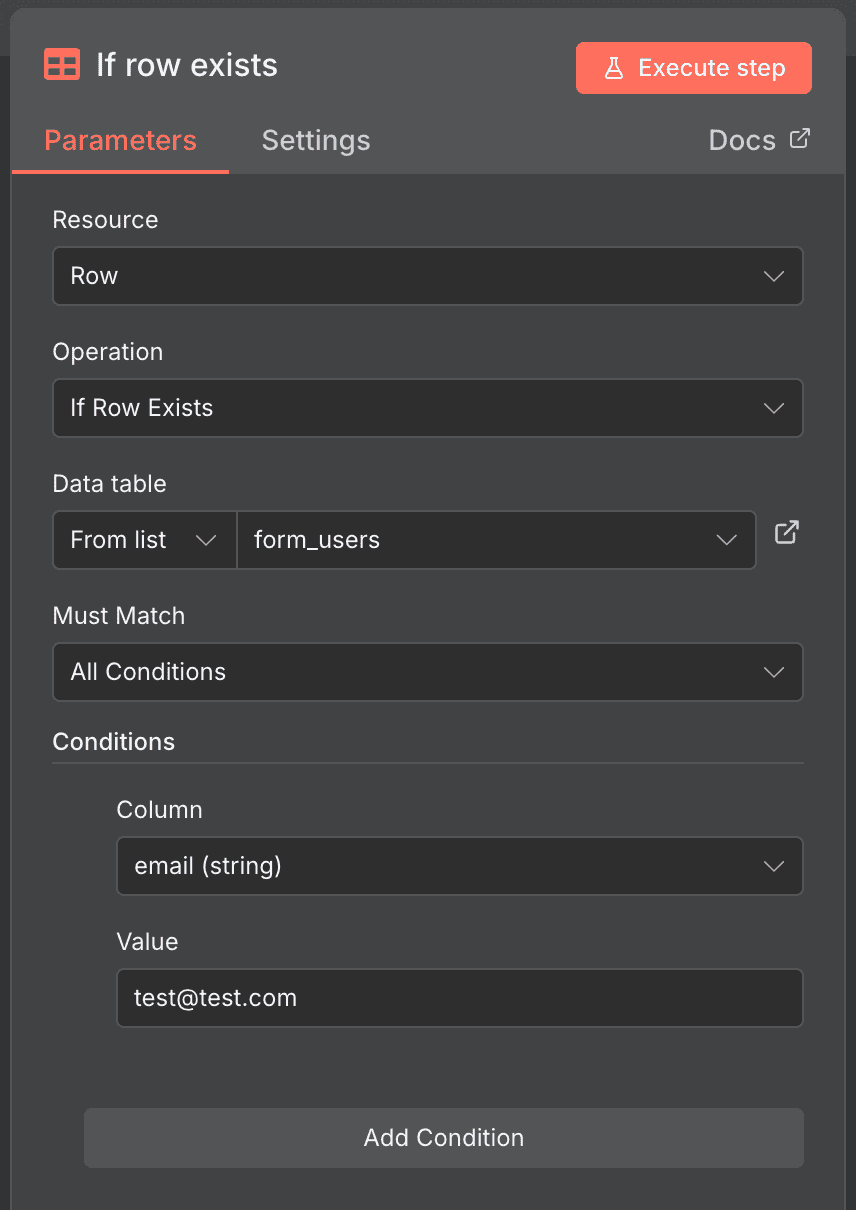 If row exists
Execute step
Parameters
Settings
Docs
Resource
Row
Operation
If Row Exists
Data table
From list
form_users
Must Match
All Conditions
Conditions
Column
email (string)
Value
test@test.com
Add Condition